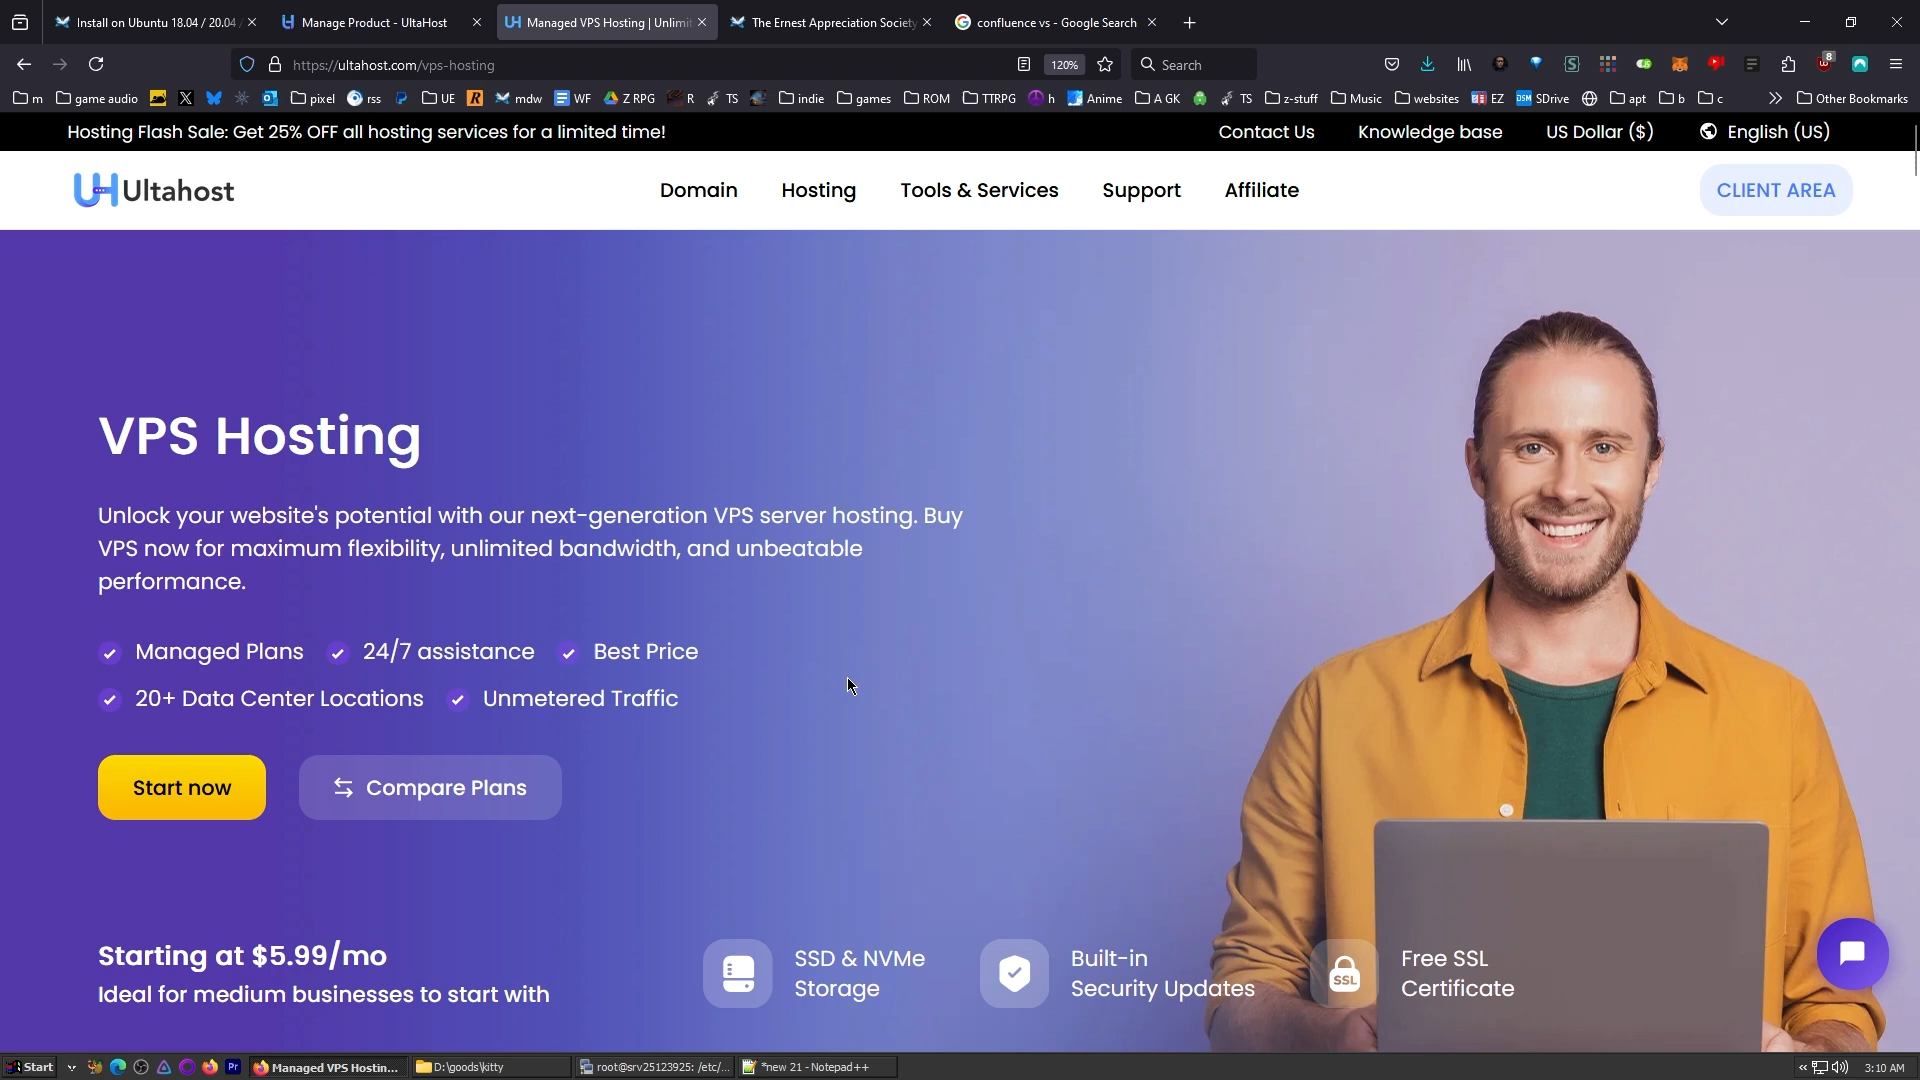 Install on Ubuntu 18.04 / 20.04
Manage Product - UltaHost
Managed VPS Hosting | Unlimit
The Ernest Appreciation Society
confluence vs - Google Search
https://ultahost.com/vps-hosting
120%
Search
8
m
game audio
pixel
rss
UE
mdw
WF
Z RPG
R
TS
indie
games
ROM
TTRPG
h
Anime
A GK
TS
z-stuff
Music
websites
EZ
DSM SDrive
apt
b
c
Other Bookmarks
Hosting Flash Sale: Get 25% OFF all hosting services for a limited time!
Contact Us
Knowledge base
US Dollar ($)
English (US)
UH Ultahost
Domain
Hosting
Tools & Services
Support
Affiliate
CLIENT AREA
VPS Hosting
Unlock your website's potential with our next-generation VPS server hosting. Buy
VPS now for maximum flexibility, unlimited bandwidth, and unbeatable
performance.
Managed Plans
24/7 assistance
Best Price
20+ Data Center Locations
Unmetered Traffic
Start now
Compare Plans
Starting at $5.99/mo
Ideal for medium businesses to start with
SSD & NVMe
Storage
Built-in
Security Updates
SSL
Free SSL
Certificate
Start
Pr
Managed VPS Hostin...
D:\goods\kitty
root@srv25123925: /etc/...
*new 21 - Notepad++
3:10 AM